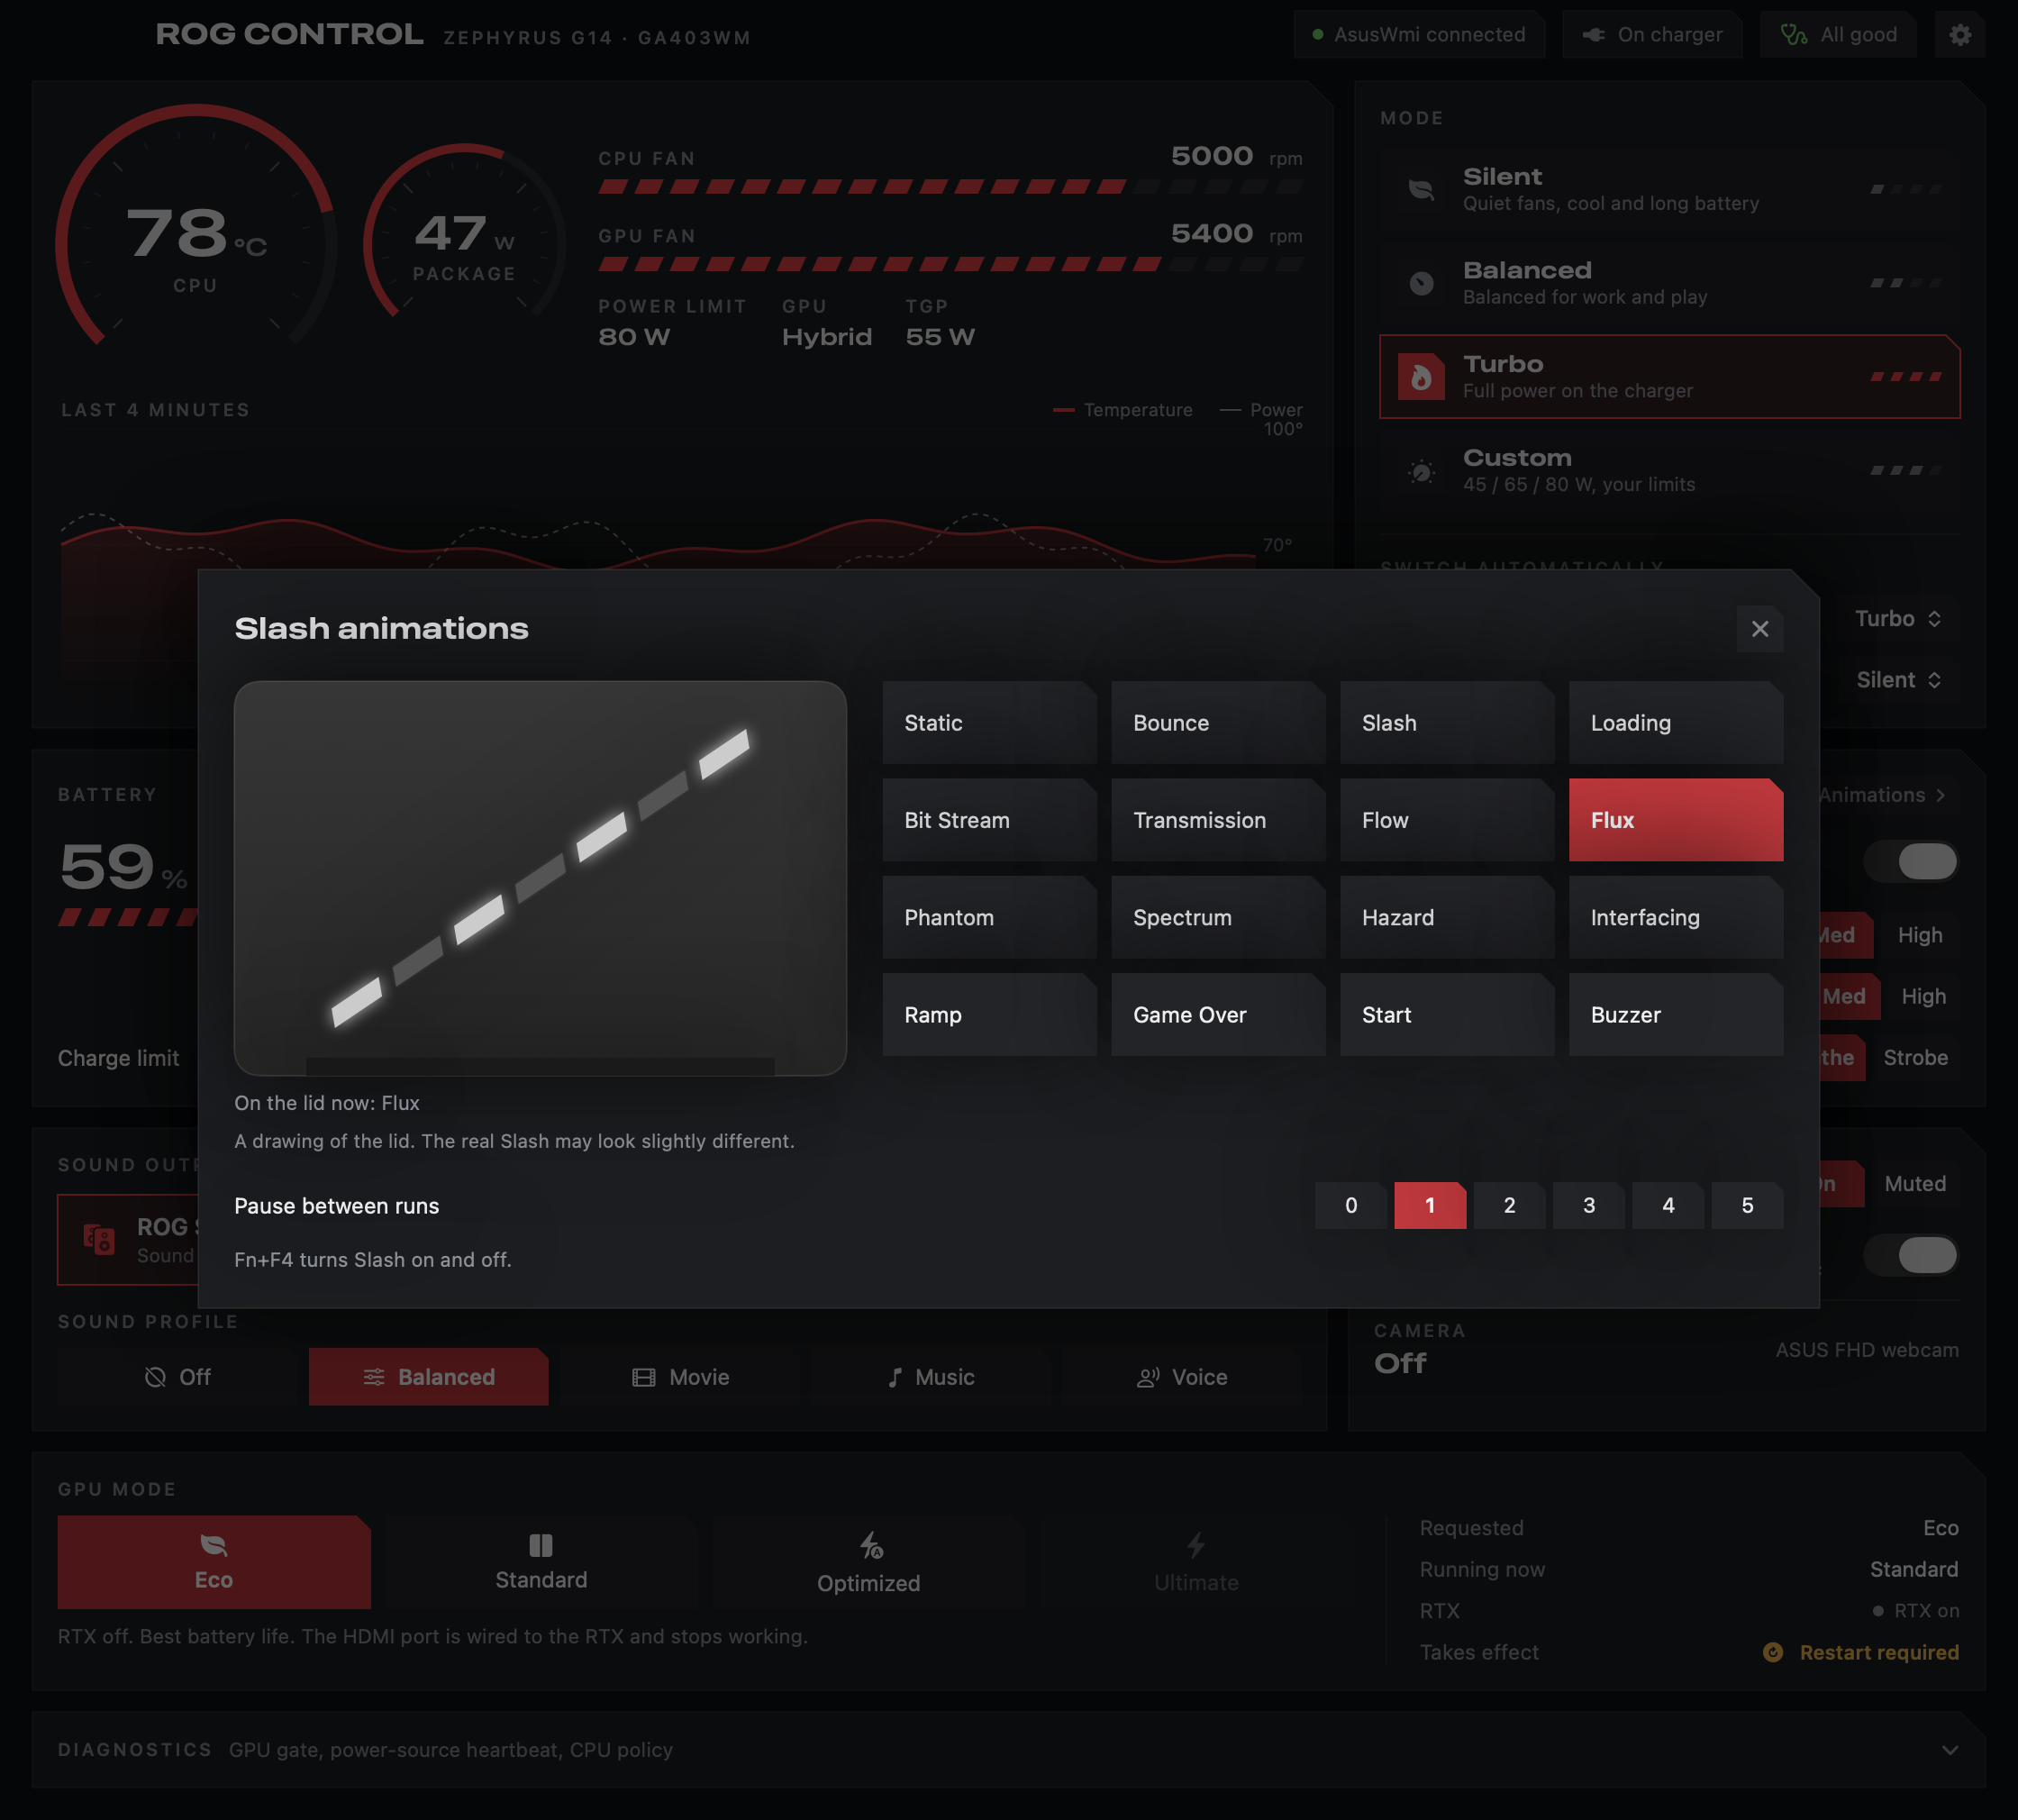 ROG CONTROL ZEPHYRUS G14 · GA403WM
AsusWmi connected
On charger
All good
78 °C
CPU
47 W
PACKAGE
CPU FAN 5000 rpm
GPU FAN 5400 rpm
POWER LIMIT GPU TGP
80 W Hybrid 55 W
LAST 4 MINUTES
Temperature Power
100°
70°
MODE
Silent
Quiet fans, cool and long battery
Balanced
Balanced for work and play
Turbo
Full power on the charger
Custom
45 / 65 / 80 W, your limits
SWITCH AUTOMATICALLY
Turbo
Silent
Slash animations
Static Bounce Slash Loading
Bit Stream Transmission Flow Flux
Phantom Spectrum Hazard Interfacing
Ramp Game Over Start Buzzer
On the lid now: Flux
A drawing of the lid. The real Slash may look slightly different.
Pause between runs
0 1 2 3 4 5
Fn+F4 turns Slash on and off.
BATTERY
59 %
Charge limit
Animations
Med High
Med High
Strobe
SOUND
ROG
Sound
Muted
SOUND PROFILE
Off Balanced Movie Music Voice
CAMERA
Off
ASUS FHD webcam
GPU MODE
Eco Standard Optimized Ultimate
RTX off. Best battery life. The HDMI port is wired to the RTX and stops working.
Requested Eco
Running now Standard
RTX RTX on
Takes effect Restart required
DIAGNOSTICS GPU gate, power-source heartbeat, CPU policy